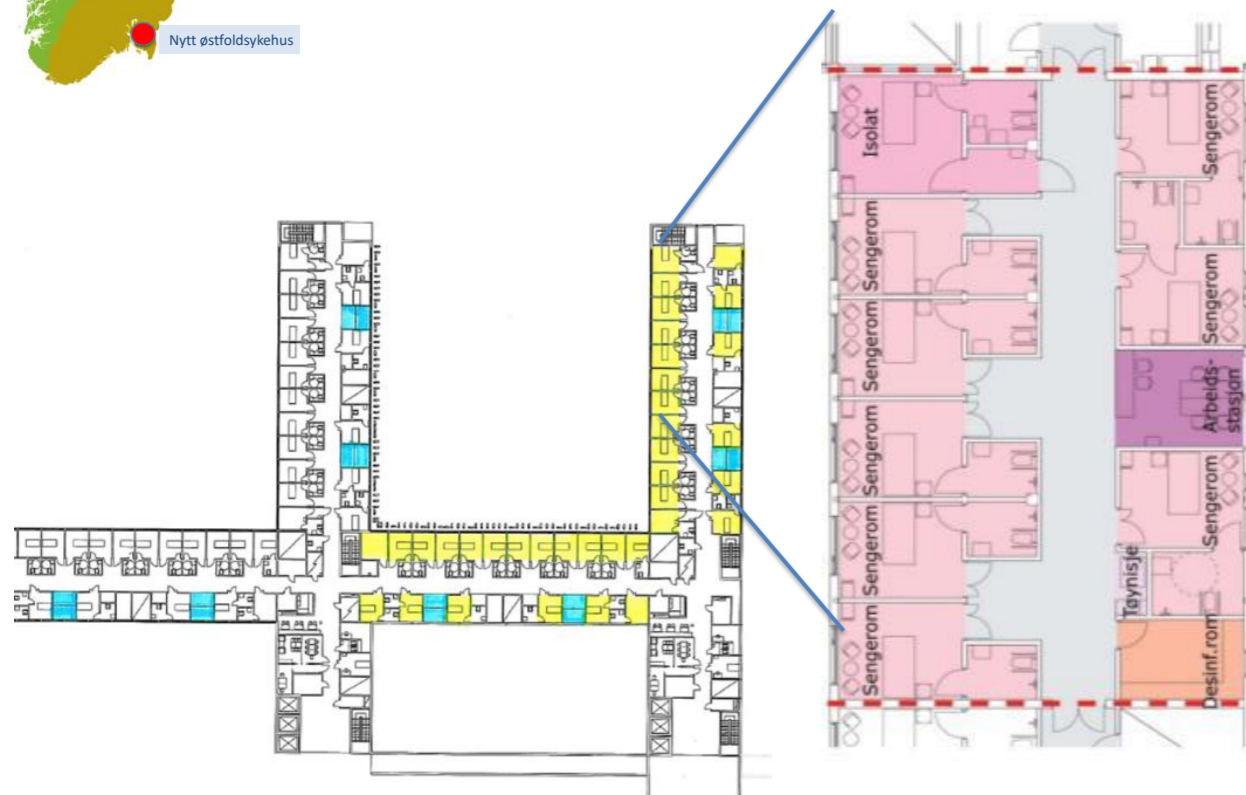 Nytt østfoldsykehus
Isolat
Sengerom
Sengerom
Sengerom
Sengerom
Sengerom
Sengerom
Sengerom
Arbeids-
stasjon
Sengerom
Tøynisje
Desinf.rom